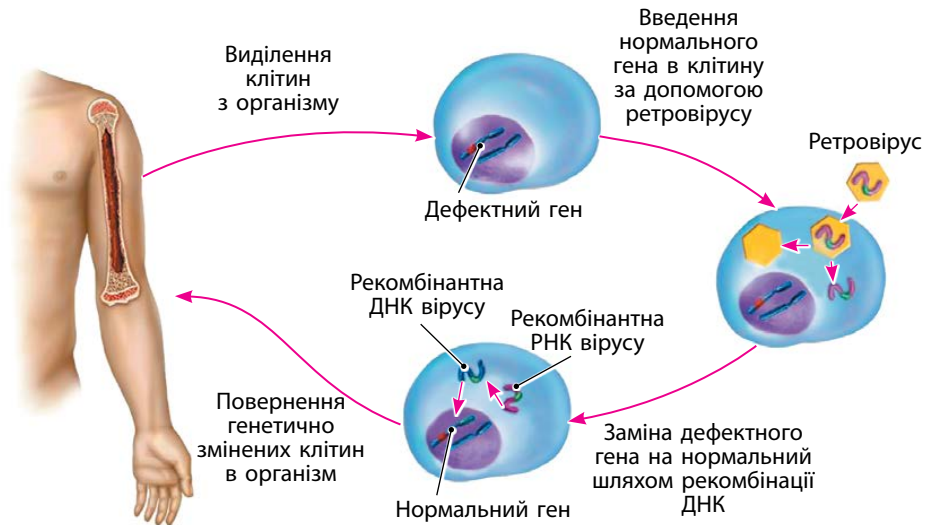 Виділення
клітин
з організму
Введення
нормального
гена в клітину
за допомогою
ретровірусу
Ретровірус
Дефектний ген
Рекомбінантна
ДНК вірусу
Рекомбінантна
РНК вірусу
Повернення
генетично
змінених клітин
в організм
Нормальний ген
Заміна дефектного
гена на нормальний
шляхом рекомбінації
ДНК